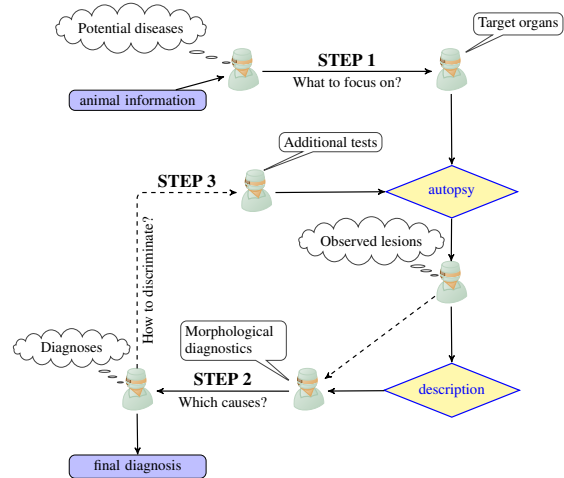 Potential diseases
Target organs
STEP 1
What to focus on?
animal information
Additional tests
STEP 3
autopsy
How to discriminate?
Observed lesions
Morphological
diagnostics
Diagnoses
STEP 2
Which causes?
description
final diagnosis